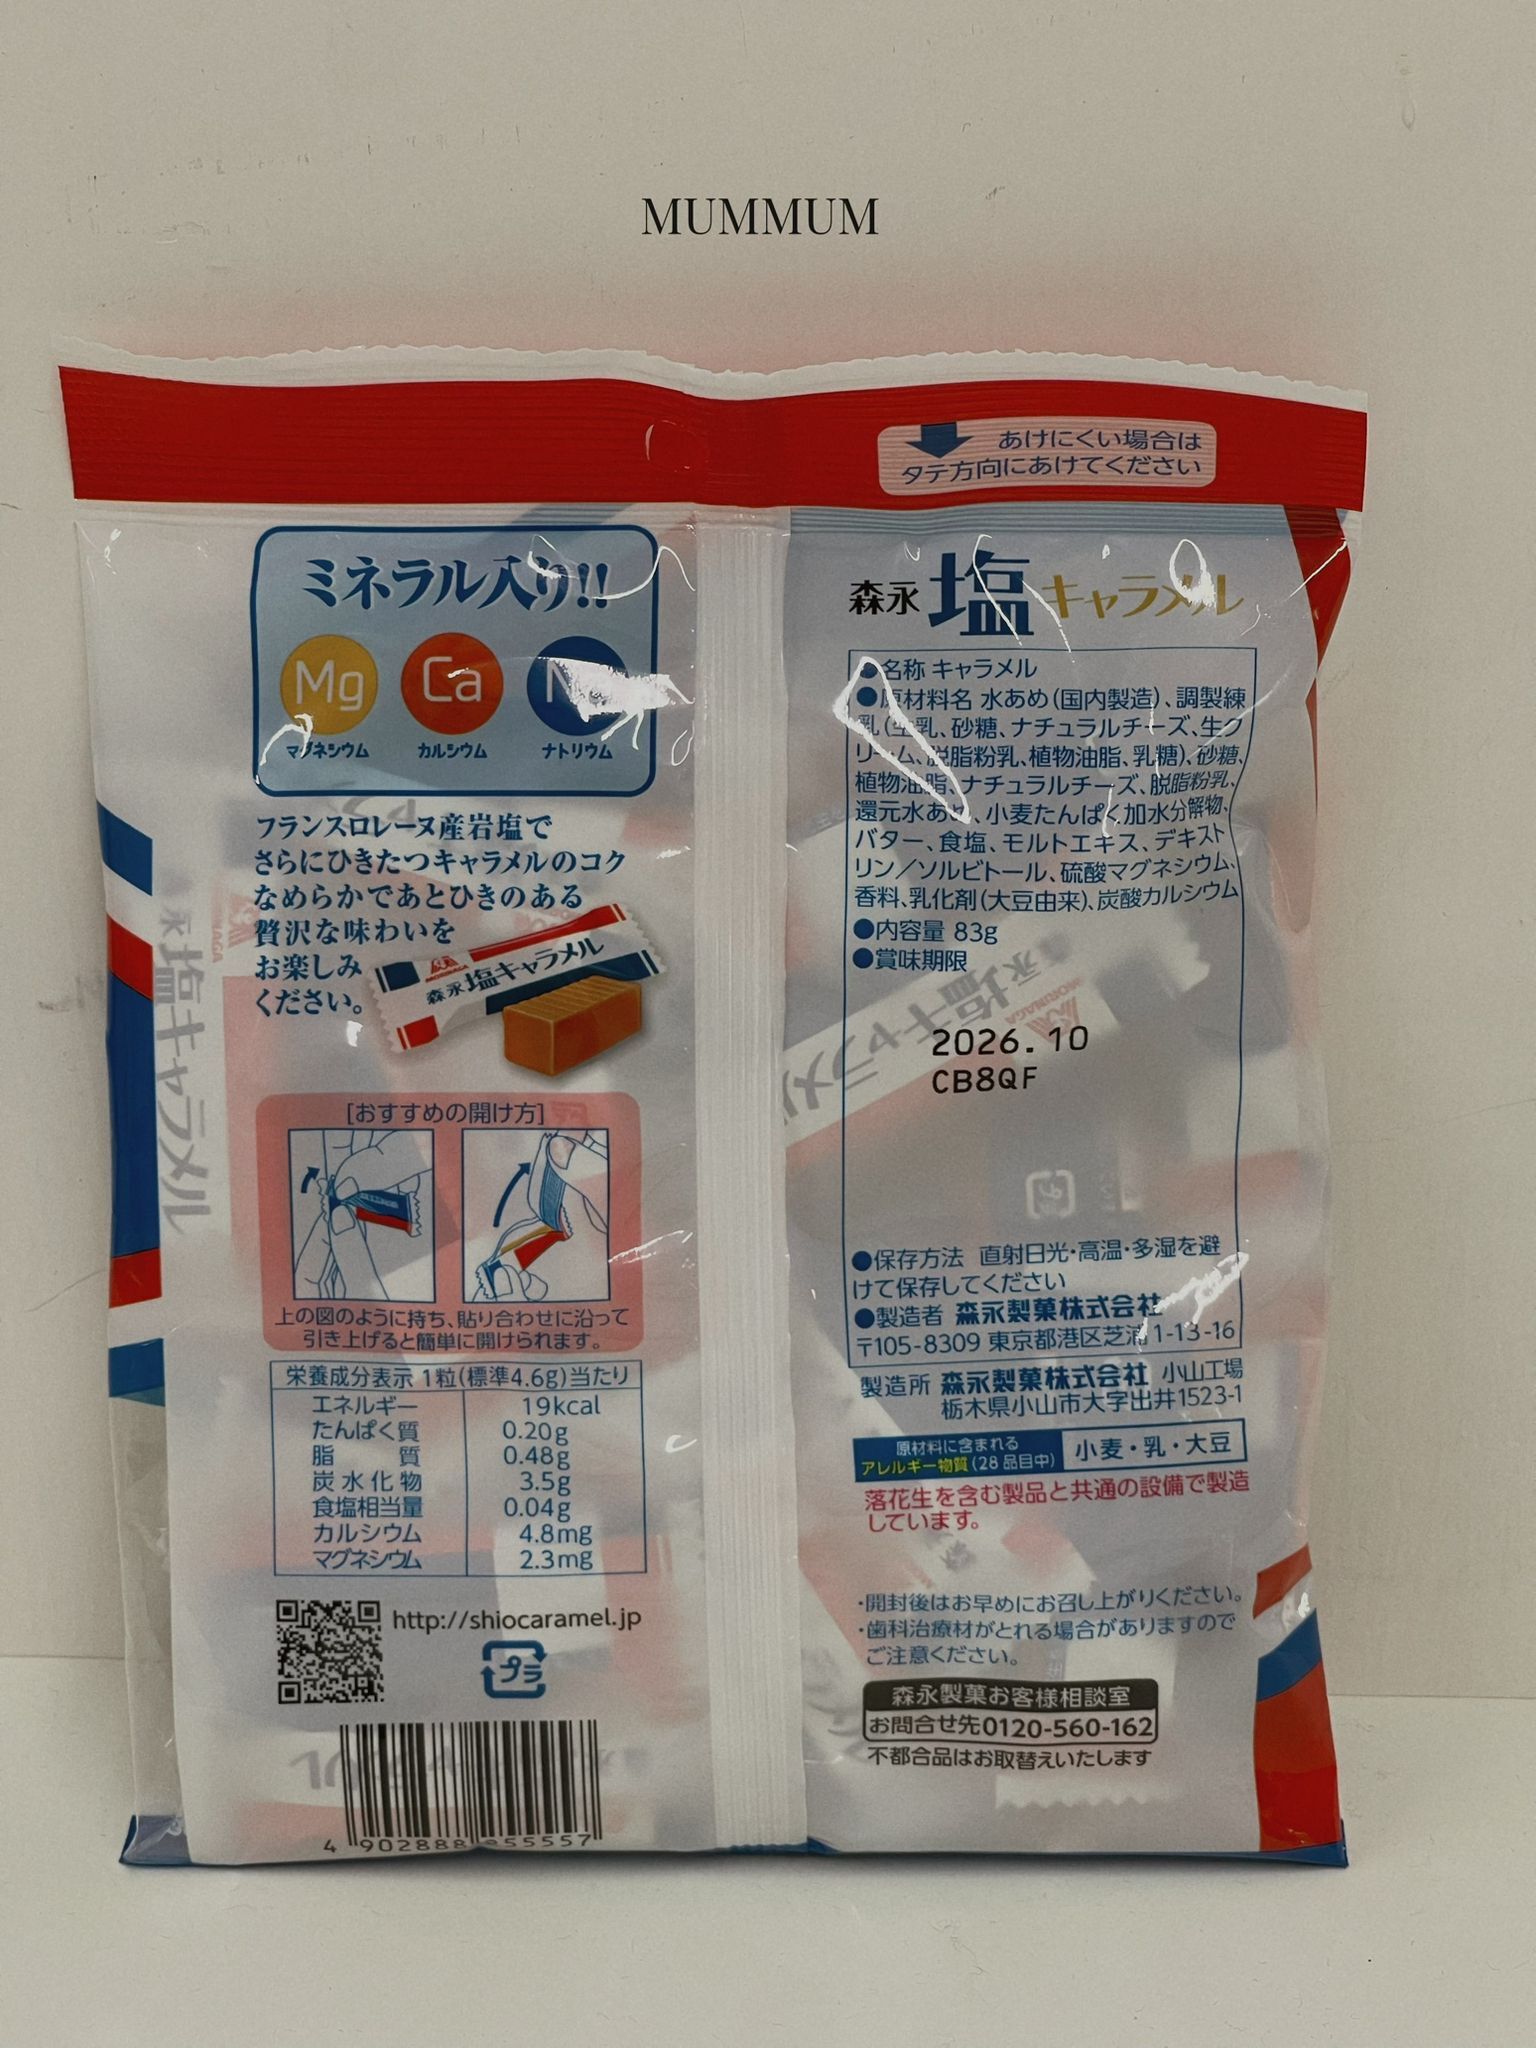 MUMMUM
あけにくい場合は
タテ方向にあけてください
ミネラル入り!!
Mg Ca
マグネシウム カルシウム ナトリウム
フランスロレーヌ産岩塩で
さらにひきたつキャラメルのコク
なめらかであとひきのある
贅沢な味わいを
お楽しみ
ください。
MORINAGA
森永塩キャラメル
[おすすめの開け方]
上の図のように持ち、貼り合わせに沿って
引き上げると簡単に開けられます。
栄養成分表示 1粒(標準4.6g)当たり
エネルギー 19kcal
たんぱく質 0.20g
脂質 0.48g
炭水化物 3.5g
食塩相当量 0.04g
カルシウム 4.8mg
マグネシウム 2.3mg
http://shiocaramel.jp
プラ
4 902888 255557
森永 塩キャラメル
●名称 キャラメル
●原材料名 水あめ(国内製造)、調製練
乳(生乳、砂糖、ナチュラルチーズ、生ク
リーム、脱脂粉乳、植物油脂、乳糖)、砂糖、
植物油脂、ナチュラルチーズ、脱脂粉乳、
還元水あめ、小麦たんぱく加水分解物、
バター、食塩、モルトエキス、デキスト
リン/ソルビトール、硫酸マグネシウム、
香料、乳化剤(大豆由来)、炭酸カルシウム
●内容量 83g
●賞味期限
2026.10
CB8QF
●保存方法 直射日光・高温・多湿を避
けて保存してください
●製造者 森永製菓株式会社
〒105-8309 東京都港区芝浦1-13-16
製造所 森永製菓株式会社 小山工場
栃木県小山市大字出井1523-1
原材料に含まれる
アレルギー物質(28品目中) 小麦・乳・大豆
落花生を含む製品と共通の設備で製造
しています。
・開封後はお早めにお召し上がりください。
・歯科治療材がとれる場合がありますので
ご注意ください。
森永製菓お客様相談室
お問合せ先0120-560-162
不都合品はお取替えいたします